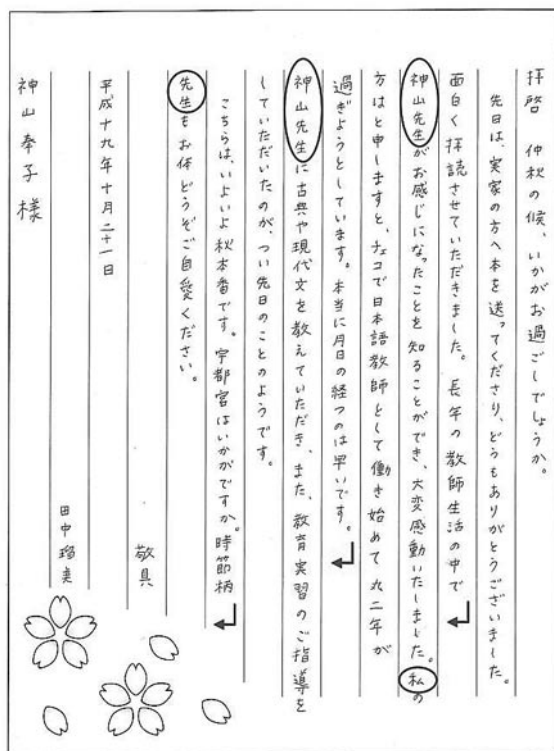 拝啓 仲秋の候、いかがお過ごしでしょうか。
先日は、実家の方へ本を送ってくださり、どうもありがとうございました。
面白く拝読させていただきました。長年の教師生活の中で
神山先生がお感じになったことを知ることができ、大変感動いたしました。私の
方はと申しますと、チェコで日本語教師として働き始めて丸二年が
過ぎようとしています。本当に月日の経つのは早いです。
神山先生に古典や現代文を教えていただき、また、教育実習のご指導を
していただいたのが、つい先日のことのようです。
こちらは、いよいよ秋本番です。宇都宮はいかがですか。時節柄
先生もお体どうぞご自愛ください。
敬具
平成十九年十月二十一日
田中瑠美
神山奉子様